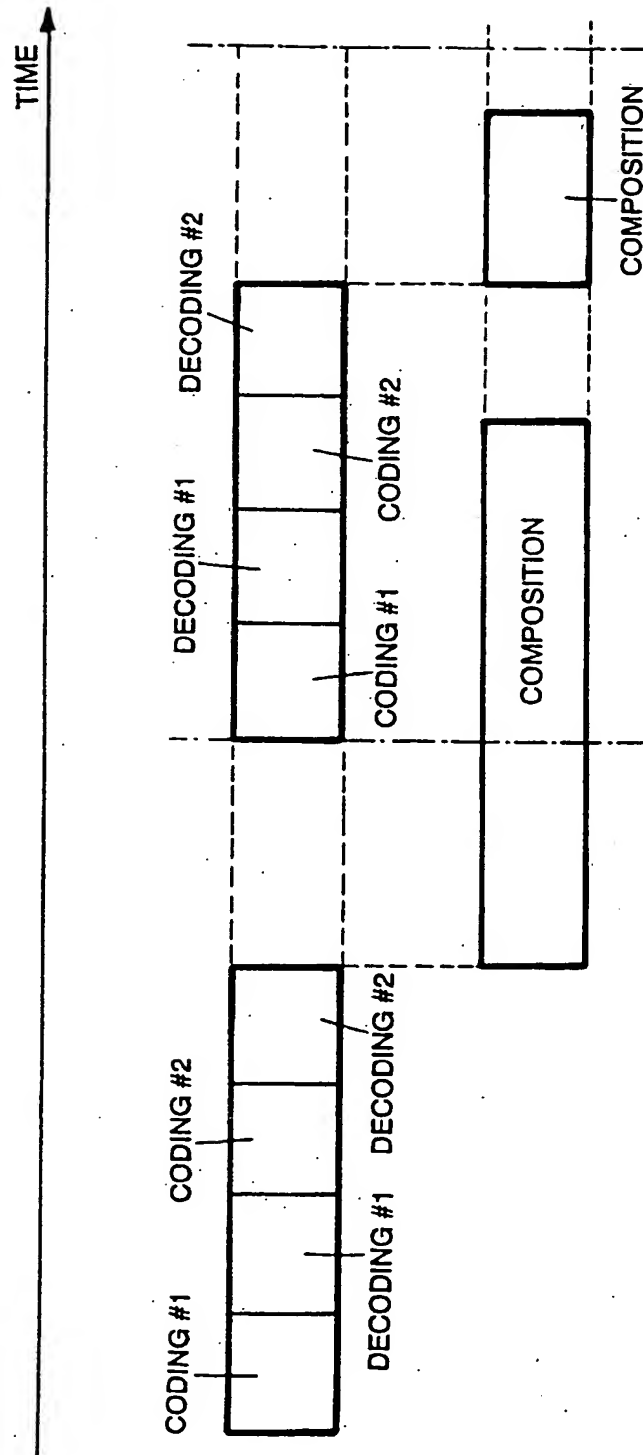 TIME
CODING #1
CODING #2
DECODING #1
DECODING #2
DECODING #1
DECODING #2
CODING #1
CODING #2
COMPOSITION
COMPOSITION